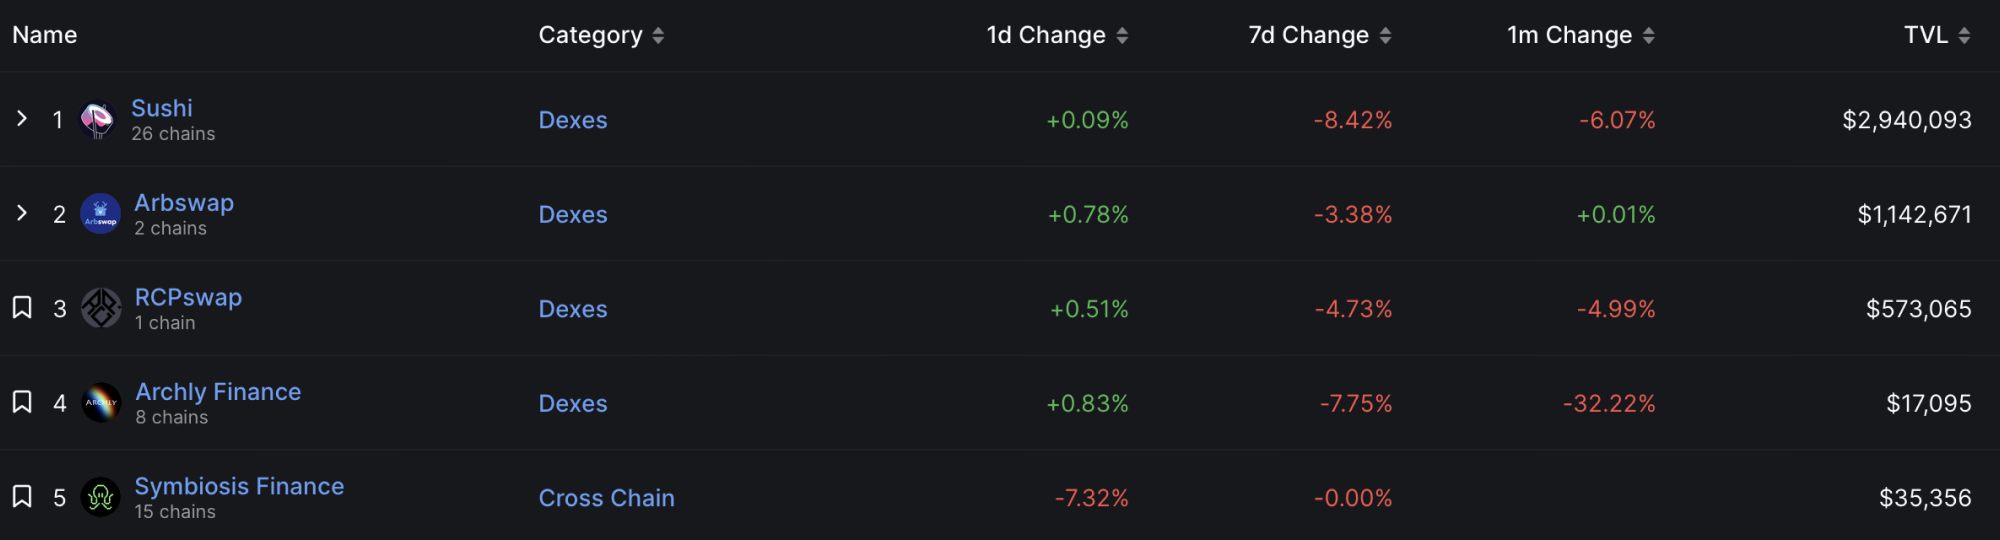 Name Category 1d Change 7d Change 1m Change TVL
1 Sushi Dexes +0.09% -8.42% -6.07% $2,940,093
26 chains
2 Arbswap Arbswap Dexes +0.78% -3.38% +0.01% $1,142,671
2 chains
3 RCPswap Dexes +0.51% -4.73% -4.99% $573,065
1 chain
4 ARCHLY Archly Finance Dexes +0.83% -7.75% -32.22% $17,095
8 chains
5 Symbiosis Finance Cross Chain -7.32% -0.00% $35,356
15 chains